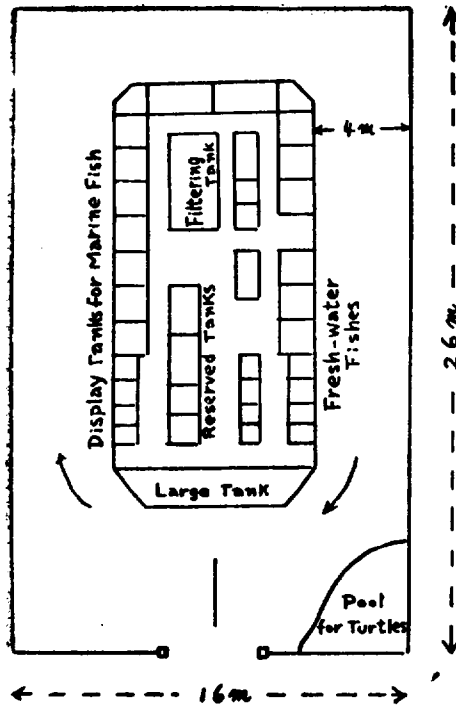 4m
Filtering
Tank
Display Tanks for Marine Fish
Reserved Tanks
Fresh-water
Fishes
26m
Large Tank
Pool
for Turtles
16m